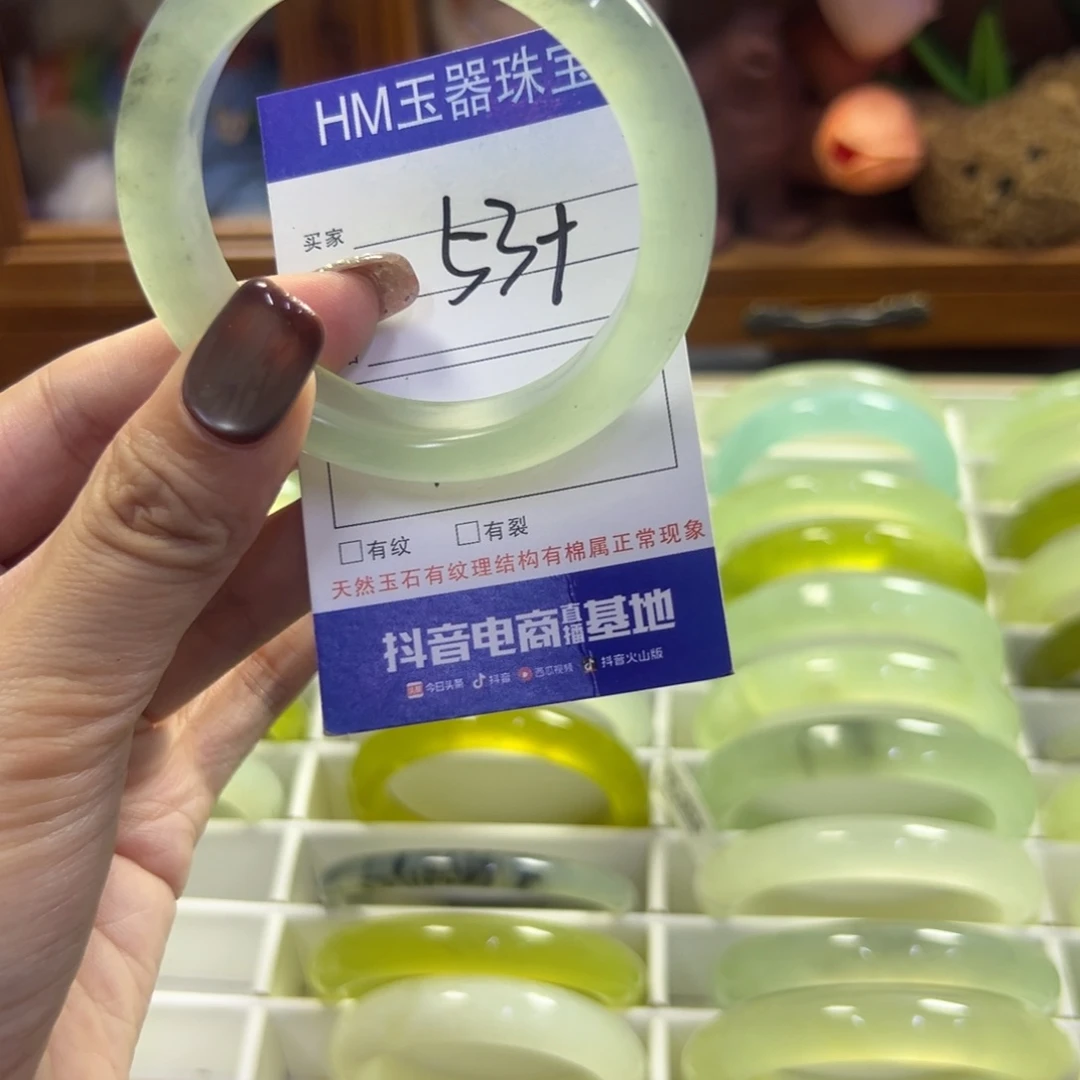 HM玉器珠宝
买家
531
□有纹 □有裂
天然玉石有纹理结构有棉属正常现象
抖音电商直播基地
今日头条 抖音 西瓜视频 抖音火山版